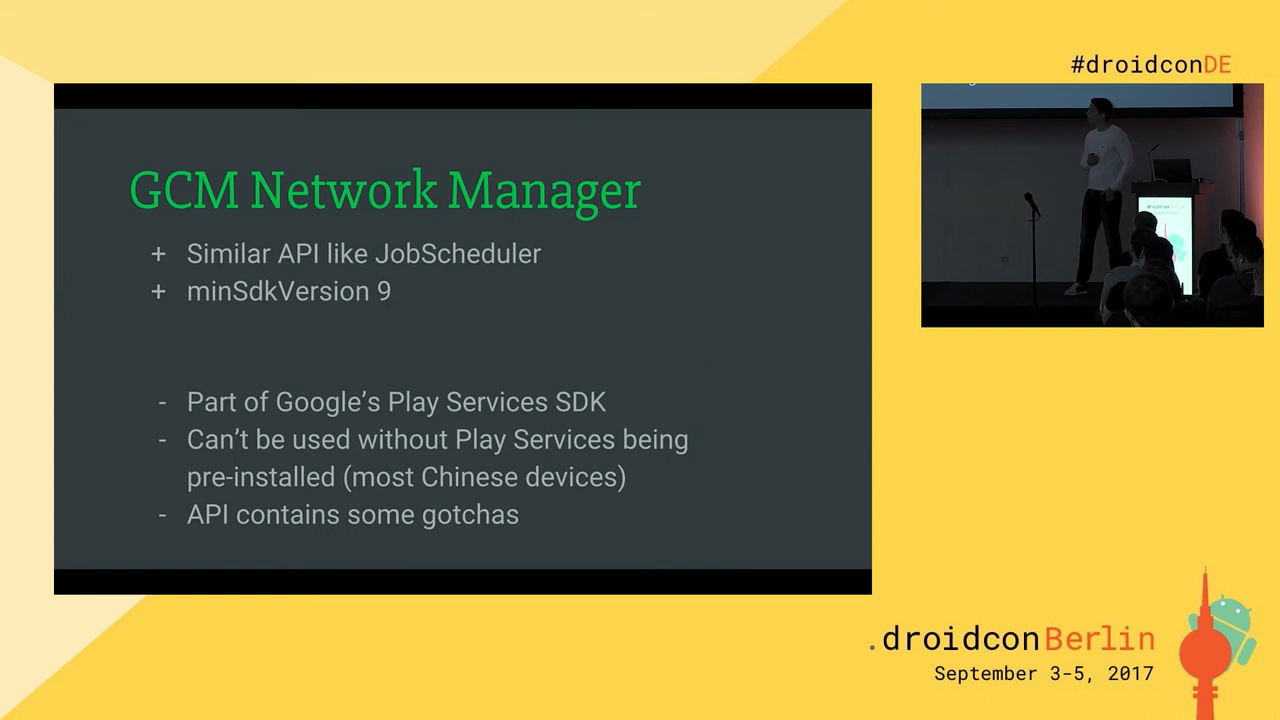 #droidconDE
GCM Network Manager
+ Similar API like JobScheduler
+ minSdkVersion 9
- Part of Google’s Play Services SDK
- Can’t be used without Play Services being
pre-installed (most Chinese devices)
- API contains some gotchas
.droidconBerlin
September 3-5, 2017